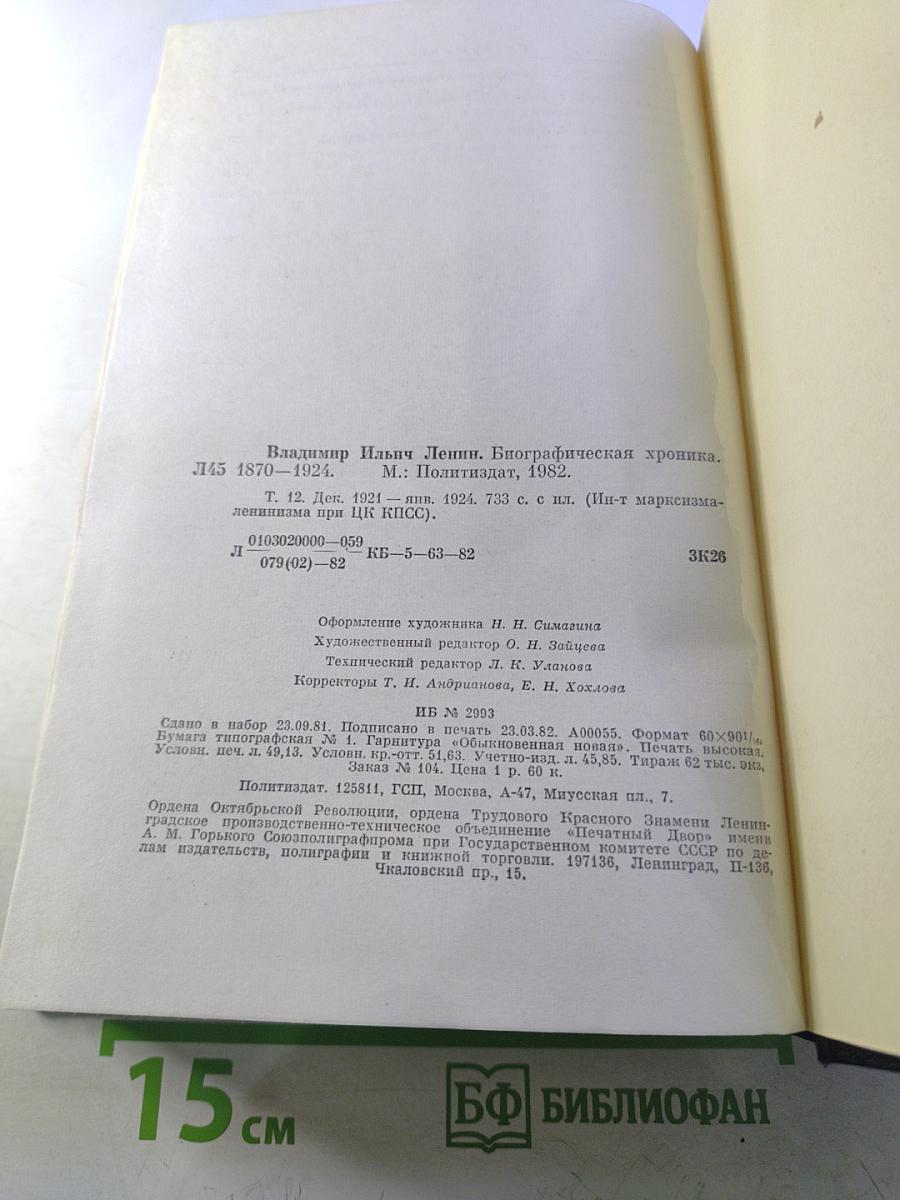 Владимир Ильич Ленин. Биографическая хроника.
Л45 1870—1924. М.: Политиздат, 1982.
Т. 12. Дек. 1921 — янв. 1924. 733 с. с ил. (Ин-т марксизма-
ленинизма при ЦК КПСС).
Л 0103020000—059 КБ—5—63—82 3К26
079(02)—82
Оформление художника Н. Н. Симагина
Художественный редактор О. Н. Зайцева
Технический редактор Л. К. Уланова
Корректоры Т. И. Андрианова, Е. Н. Хохлова
ИБ № 2993
Сдано в набор 23.09.81. Подписано в печать 23.03.82. А00055. Формат 60×90¹/₁₆.
Бумага типографская № 1. Гарнитура «Обыкновенная новая». Печать высокая.
Условн. печ. л. 49,13. Условн. кр.-отт. 51,63. Учетно-изд. л. 45,85. Тираж 62 тыс. экз.
Заказ № 104. Цена 1 р. 60 к.
Политиздат. 125811, ГСП, Москва, А-47, Миусская пл., 7.
Ордена Октябрьской Революции, ордена Трудового Красного Знамени Ленин-
градское производственно-техническое объединение «Печатный Двор» имени
А. М. Горького Союзполиграфпрома при Государственном комитете СССР по де-
лам издательств, полиграфии и книжной торговли. 197136, Ленинград, П-136,
Чкаловский пр., 15.
15 см БФ БИБЛИОФАН